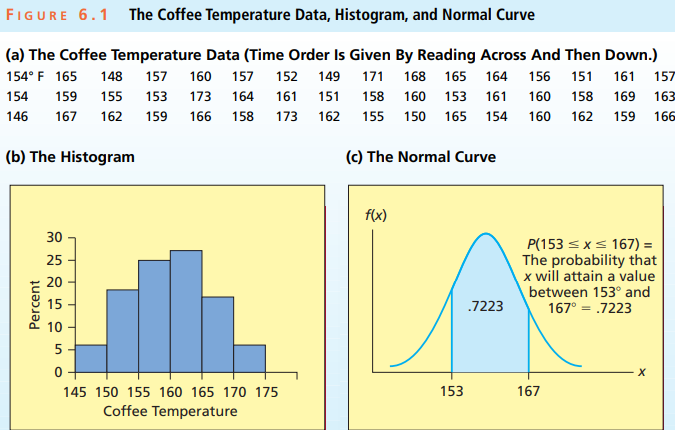 FIGURE 6.1 The Coffee Temperature Data, Histogram, and Normal Curve
(a) The Coffee Temperature Data (Time Order Is Given By Reading Across And Then Down.)
154° F 165 148 157 160 157 152 149 171 168 165 164 156 151 161 157
154 159 155 153 173 164 161 151 158 160 153 161 160 158 169 163
146 167 162 159 166 158 173 162 155 150 165 154 160 162 159 166
(b) The Histogram
30
25
20
15
10
5
0
Percent
145 150 155 160 165 170 175
Coffee Temperature
(c) The Normal Curve
f(x)
P(153 ≤ x ≤ 167) =
The probability that
x will attain a value
between 153° and
167° = .7223
.7223
x
153 167